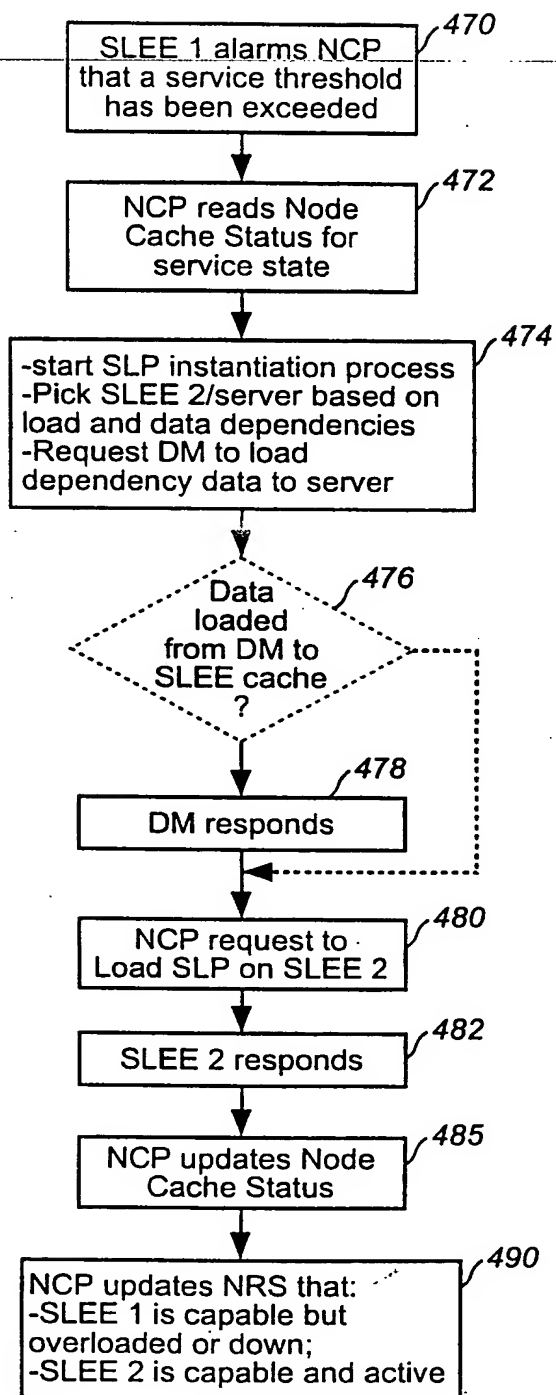 470
SLEE 1 alarms NCP
that a service threshold
has been exceeded
472
NCP reads Node
Cache Status for
service state
474
-start SLP instantiation process
-Pick SLEE 2/server based on
load and data dependencies
-Request DM to load
dependency data to server
476
Data
loaded
from DM to
SLEE cache
?
478
DM responds
480
NCP request to
Load SLP on SLEE 2
482
SLEE 2 responds
485
NCP updates Node
Cache Status
490
NCP updates NRS that:
-SLEE 1 is capable but
overloaded or down;
-SLEE 2 is capable and active